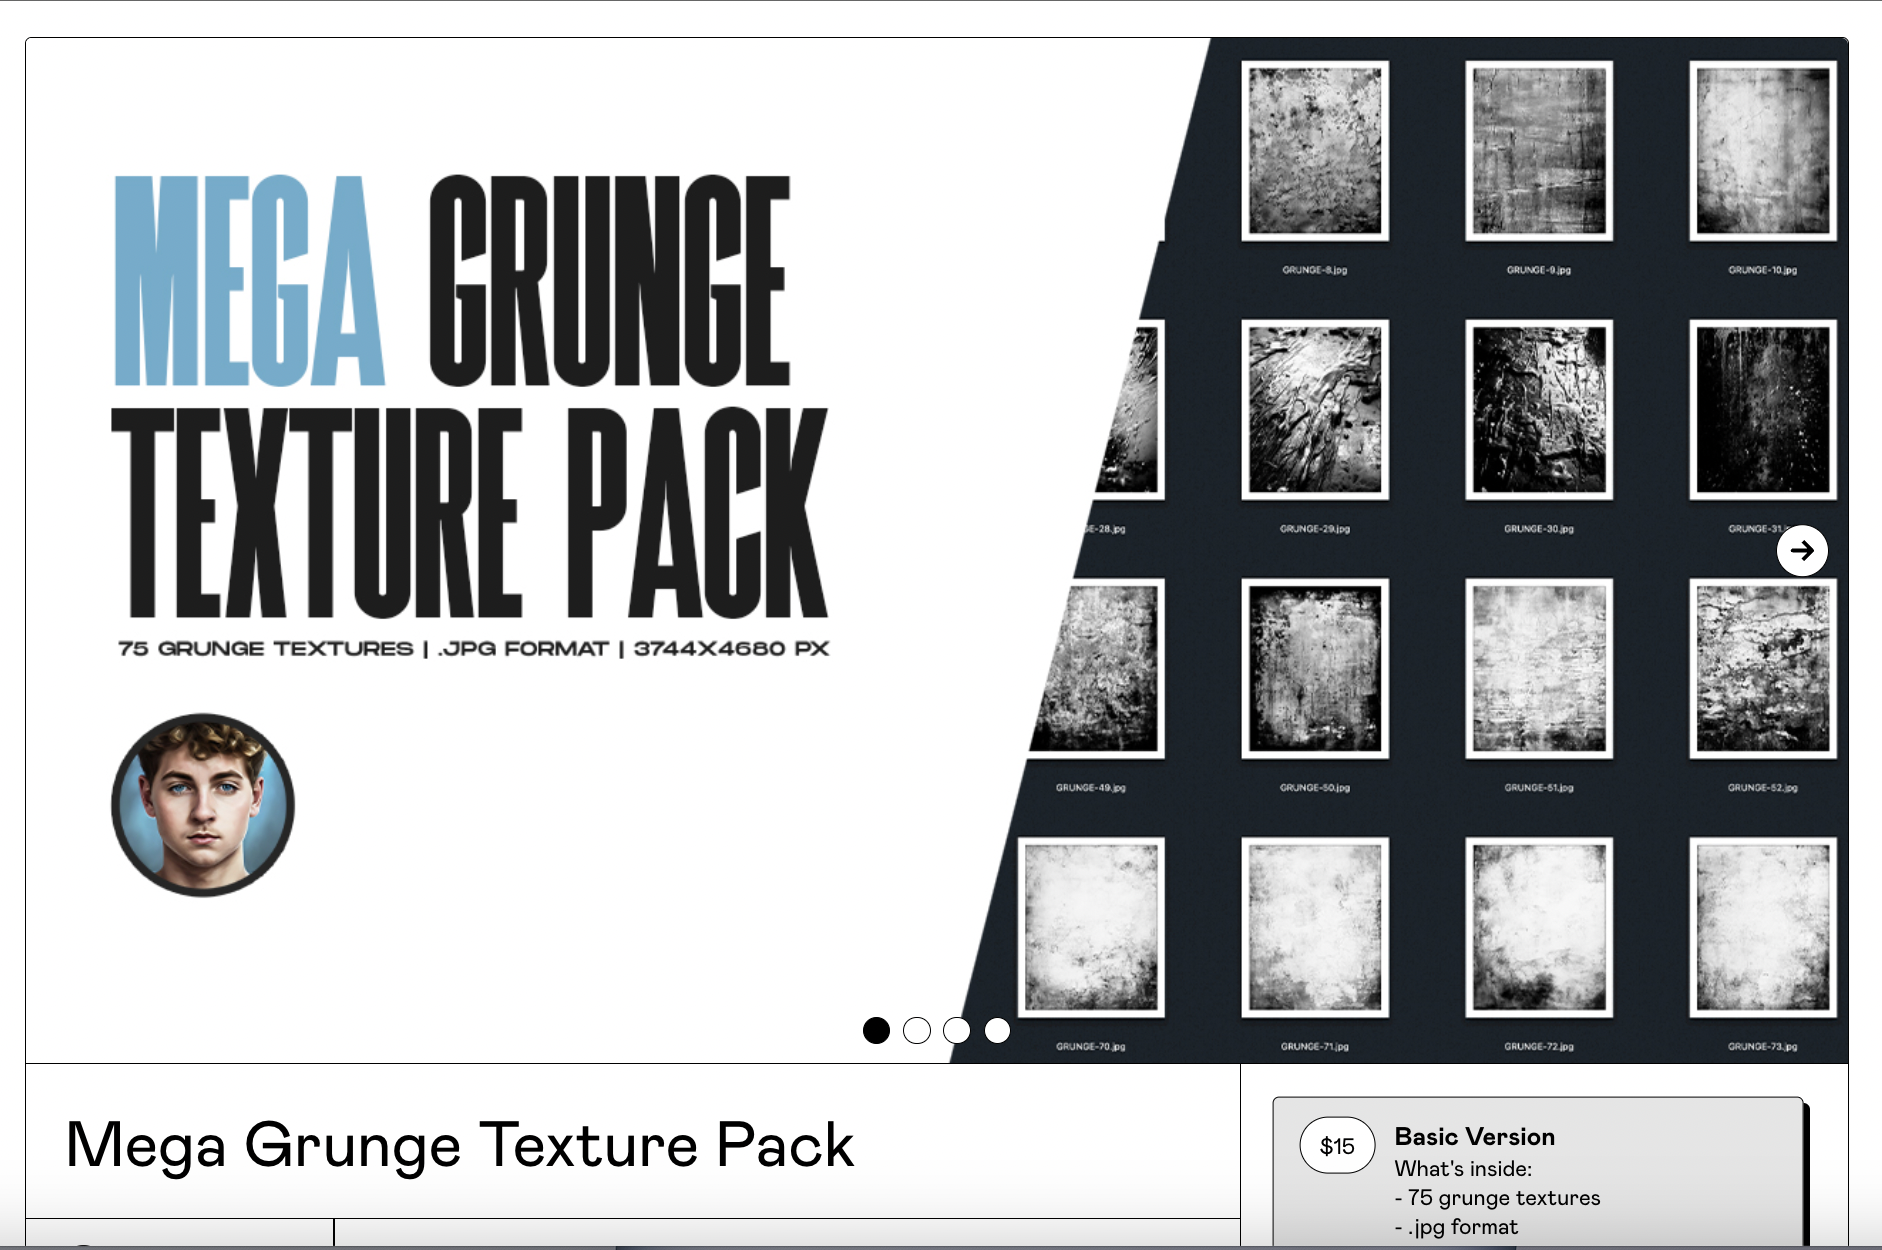 MEGA GRUNGE
TEXTURE PACK
75 GRUNGE TEXTURES | .JPG FORMAT | 3744X4680 PX
GRUNGE-8.jpg
GRUNGE-9.jpg
GRUNGE-10.jpg
GE-28.jpg
GRUNGE-29.jpg
GRUNGE-30.jpg
GRUNGE-31.
GRUNGE-49.jpg
GRUNGE-50.jpg
GRUNGE-51.jpg
GRUNGE-52.jpg
GRUNGE-70.jpg
GRUNGE-71.jpg
GRUNGE-72.jpg
GRUNGE-73.jpg
Mega Grunge Texture Pack
$15
Basic Version
What's inside:
- 75 grunge textures
- .jpg format